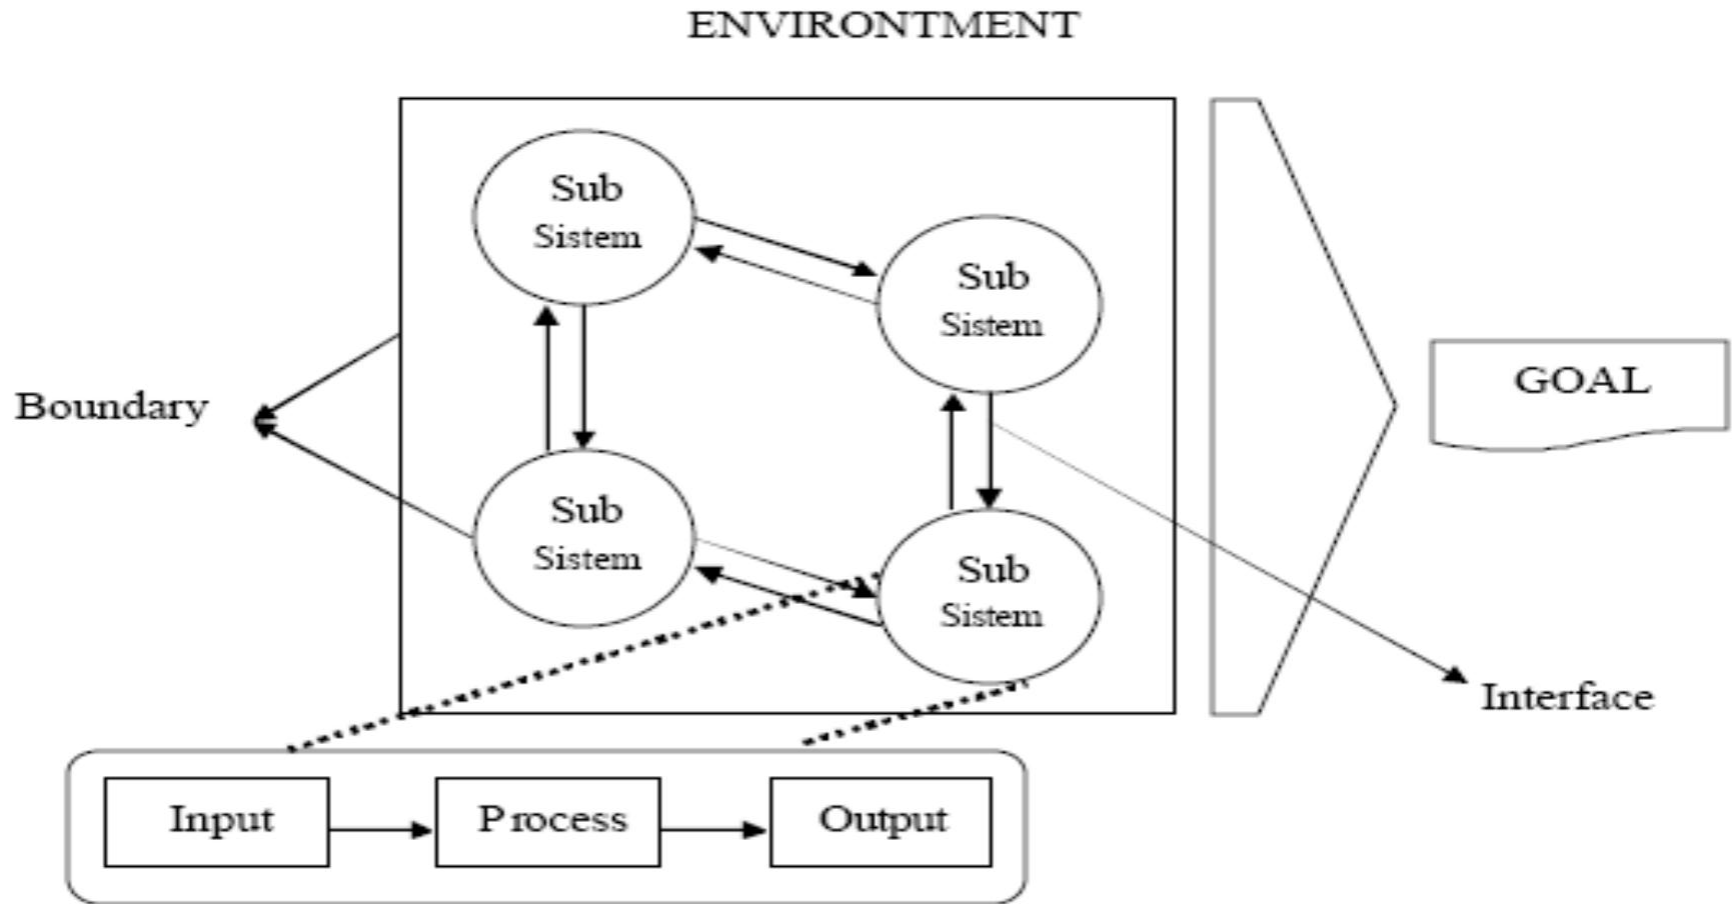 ENVIRONTMENT
Sub
Sistem
Sub
Sistem
Boundary
GOAL
Sub
Sistem
Sub
Sistem
Interface
Input
Process
Output